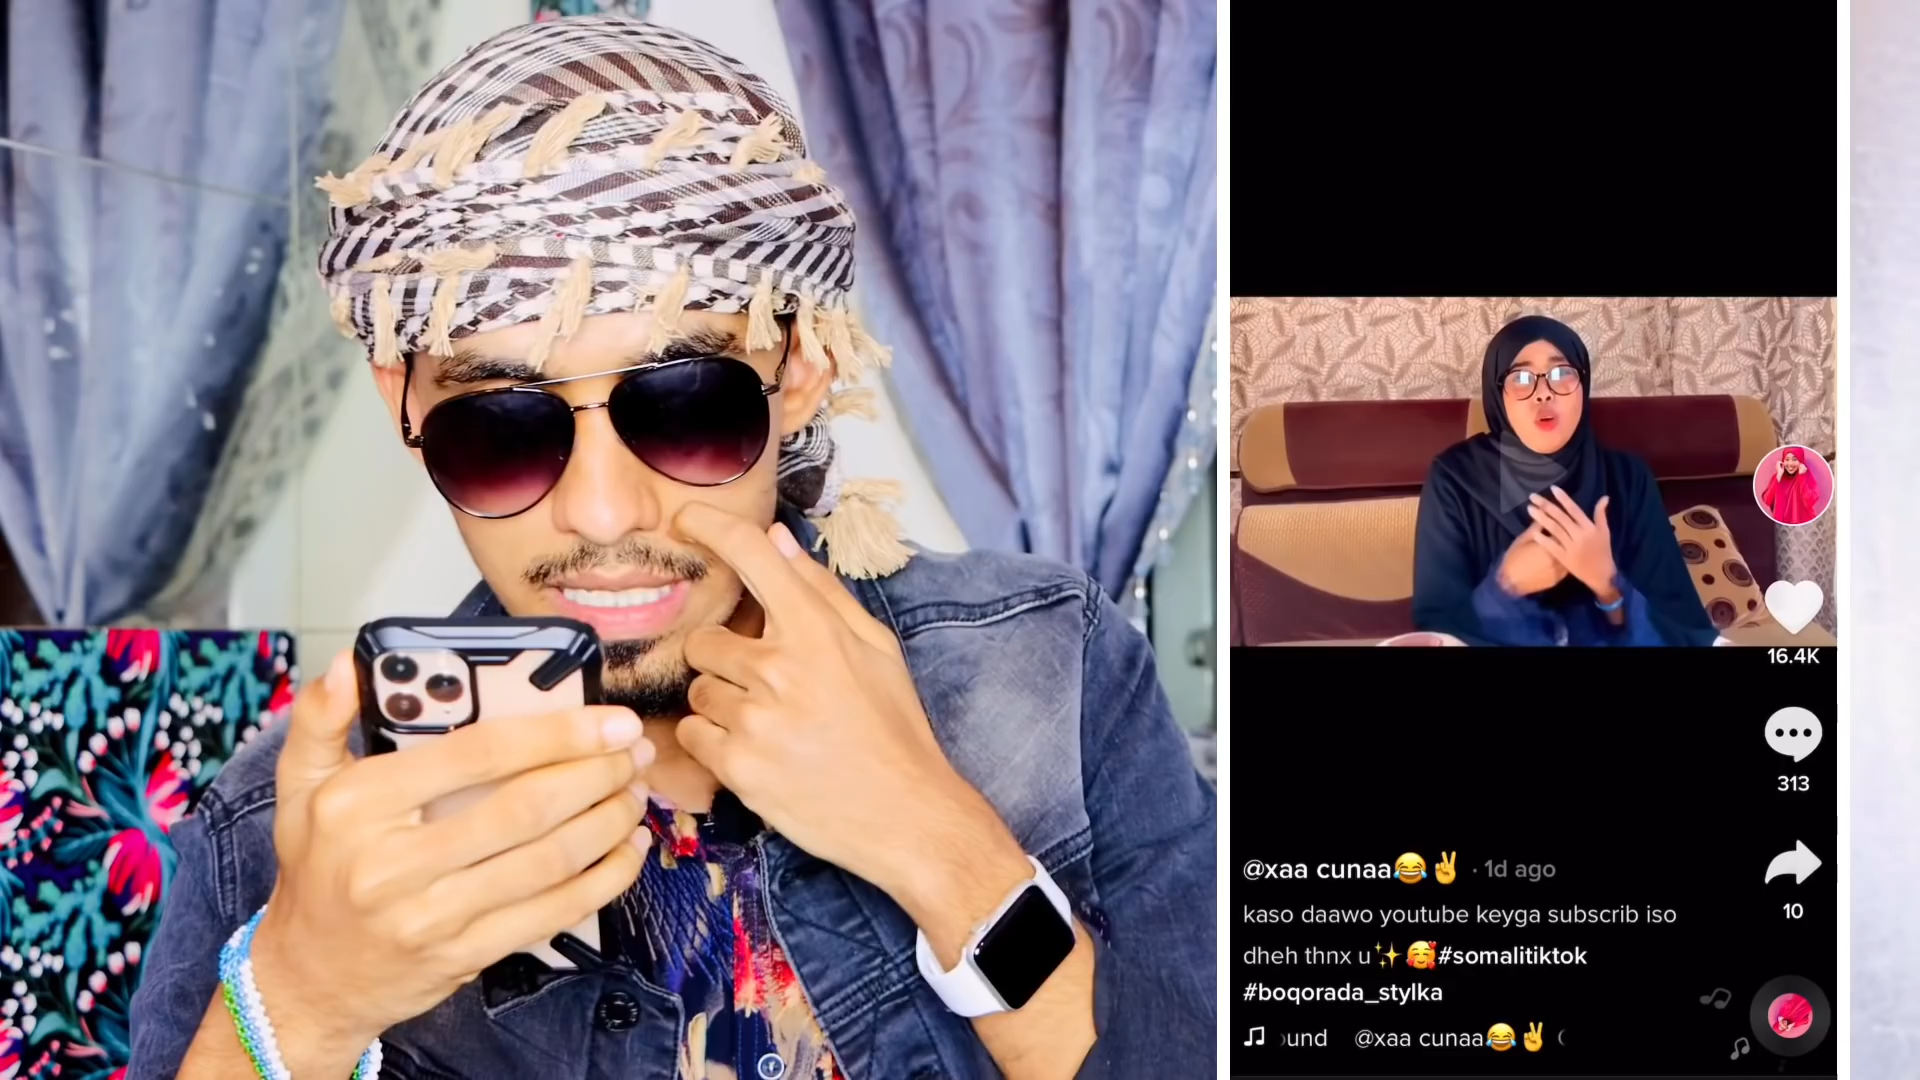 16.4K
313
10
@xaa cunaa😂✌️ · 1d ago
kaso daawo youtube keyga subscrib iso
dheh thnx u✨🥰#somalitiktok
#boqorada_stylka
und @xaa cunaa😂✌️